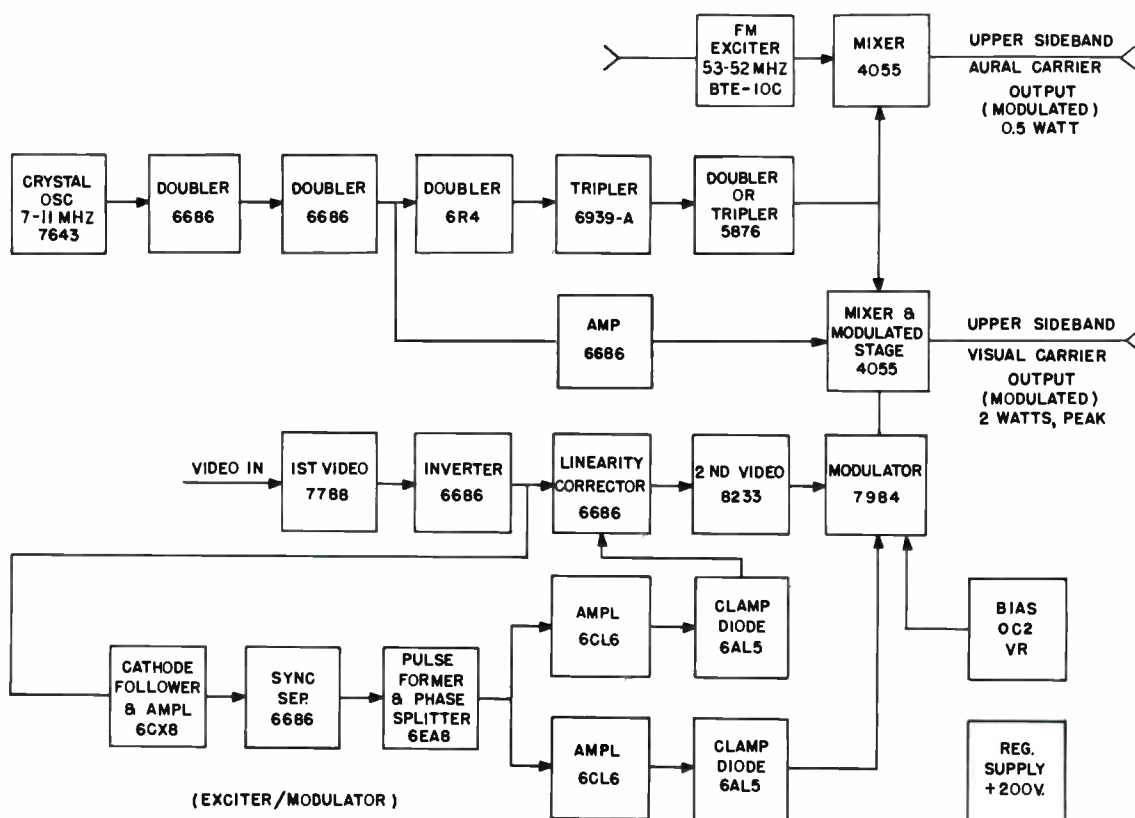 FM
EXCITER
53-52 MHZ
BTE-10C
MIXER
4055
UPPER SIDEBAND
AURAL CARRIER
OUTPUT
(MODULATED)
0.5 WATT
CRYSTAL
OSC
7-11 MHZ
7643
DOUBLER
6686
DOUBLER
6686
DOUBLER
6R4
TRIPLER
6939-A
DOUBLER
OR
TRIPLER
5876
AMP
6686
MIXER &
MODULATED
STAGE
4055
UPPER SIDEBAND
VISUAL CARRIER
OUTPUT
(MODULATED)
2 WATTS, PEAK
VIDEO IN
1ST VIDEO
7788
INVERTER
6686
LINEARITY
CORRECTOR
6686
2 ND VIDEO
8233
MODULATOR
7984
AMPL
6CL6
CLAMP
DIODE
6AL5
BIAS
OC2
VR
CATHODE
FOLLOWER
& AMPL
6CX8
SYNC
SEP.
6686
PULSE
FORMER
& PHASE
SPLITTER
6EA8
AMPL
6CL6
CLAMP
DIODE
6AL5
REG.
SUPPLY
+200V.
(EXCITER/MODULATOR)